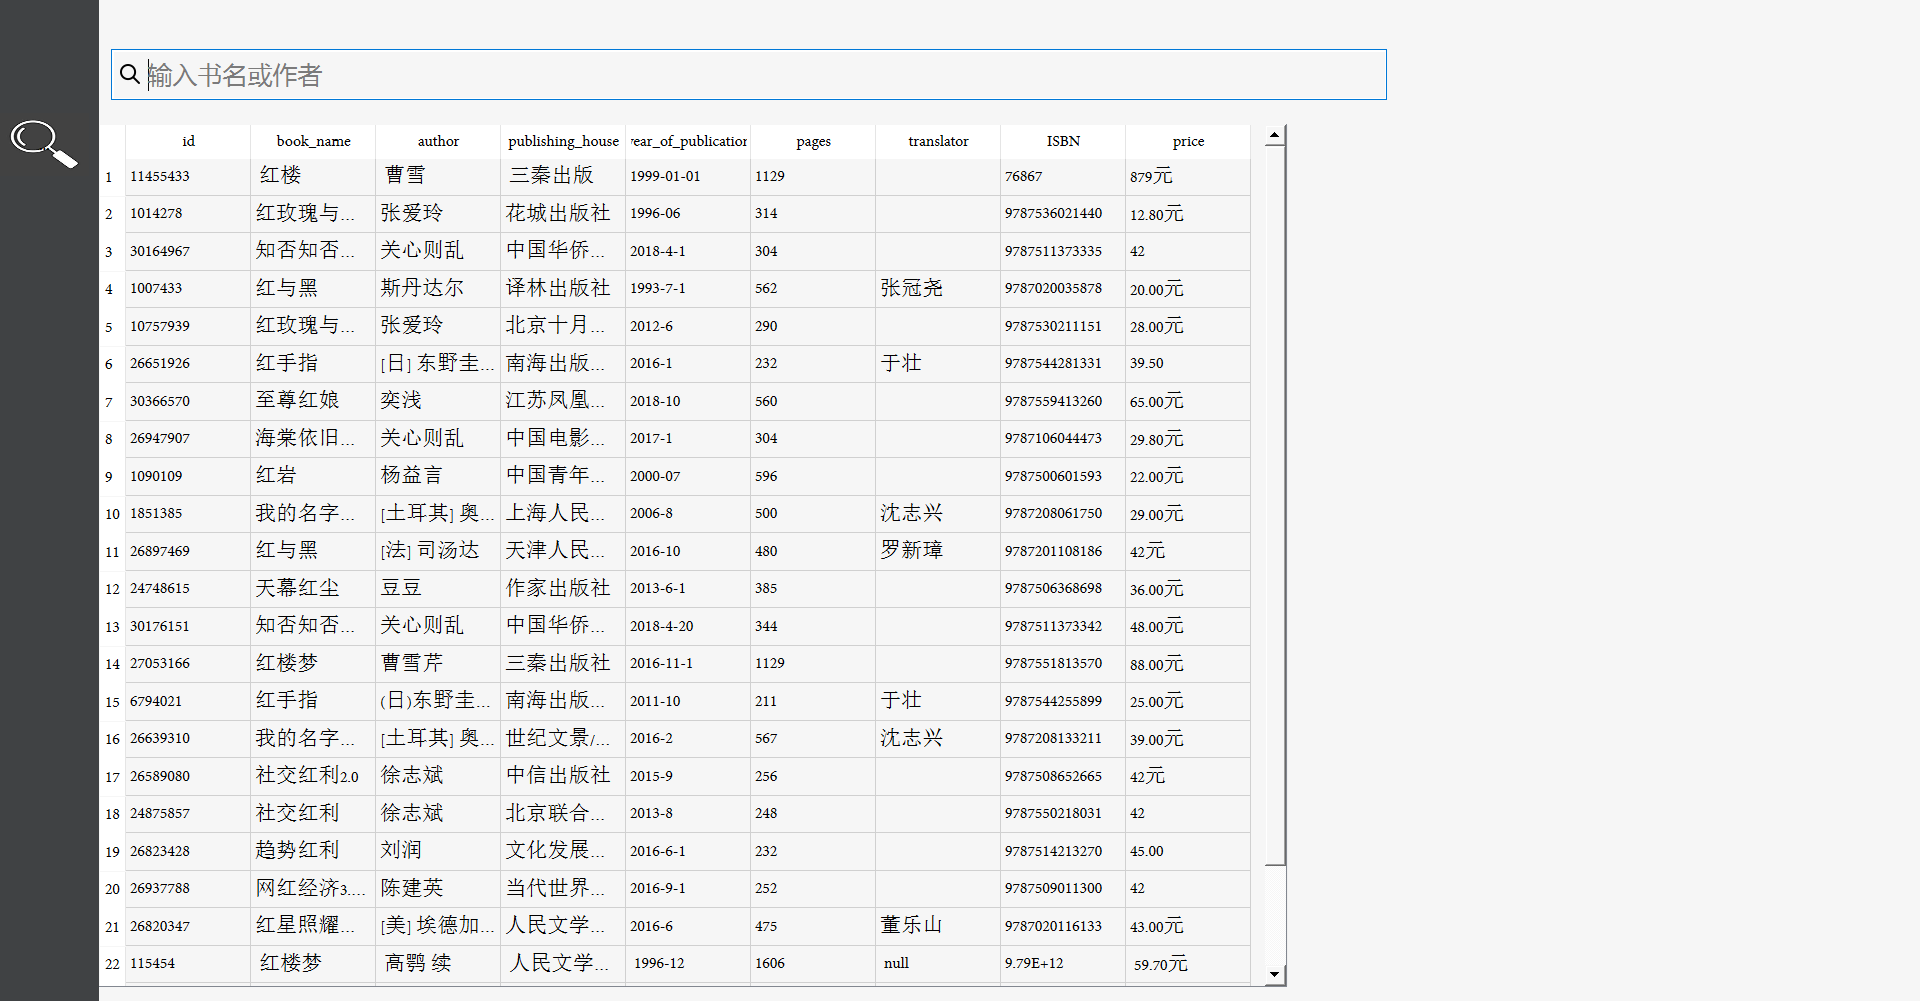 输入书名或作者
id book_name author publishing_house year_of_publication pages translator ISBN price
1 11455433 红楼 曹雪 三秦出版 1999-01-01 1129 76867 879元
2 1014278 红玫瑰与... 张爱玲 花城出版社 1996-06 314 9787536021440 12.80元
3 30164967 知否知否... 关心则乱 中国华侨... 2018-4-1 304 9787511373335 42
4 1007433 红与黑 斯丹达尔 译林出版社 1993-7-1 562 张冠尧 9787020035878 20.00元
5 10757939 红玫瑰与... 张爱玲 北京十月... 2012-6 290 9787530211151 28.00元
6 26651926 红手指 [日] 东野圭... 南海出版... 2016-1 232 于壮 9787544281331 39.50
7 30366570 至尊红娘 奕浅 江苏凤凰... 2018-10 560 9787559413260 65.00元
8 26947907 海棠依旧... 关心则乱 中国电影... 2017-1 304 9787106044473 29.80元
9 1090109 红岩 杨益言 中国青年... 2000-07 596 9787500601593 22.00元
10 1851385 我的名字... [土耳其] 奥... 上海人民... 2006-8 500 沈志兴 9787208061750 29.00元
11 26897469 红与黑 [法] 司汤达 天津人民... 2016-10 480 罗新璋 9787201108186 42元
12 24748615 天幕红尘 豆豆 作家出版社 2013-6-1 385 9787506368698 36.00元
13 30176151 知否知否... 关心则乱 中国华侨... 2018-4-20 344 9787511373342 48.00元
14 27053166 红楼梦 曹雪芹 三秦出版社 2016-11-1 1129 9787551813570 88.00元
15 6794021 红手指 (日)东野圭... 南海出版... 2011-10 211 于壮 9787544255899 25.00元
16 26639310 我的名字... [土耳其] 奥... 世纪文景/... 2016-2 567 沈志兴 9787208133211 39.00元
17 26589080 社交红利2.0 徐志斌 中信出版社 2015-9 256 9787508652665 42元
18 24875857 社交红利 徐志斌 北京联合... 2013-8 248 9787550218031 42
19 26823428 趋势红利 刘润 文化发展... 2016-6-1 232 9787514213270 45.00
20 26937788 网红经济3.... 陈建英 当代世界... 2016-9-1 252 9787509011300 42
21 26820347 红星照耀... [美] 埃德加... 人民文学... 2016-6 475 董乐山 9787020116133 43.00元
22 115454 红楼梦 高鹗 续 人民文学... 1996-12 1606 null 9.79E+12 59.70元